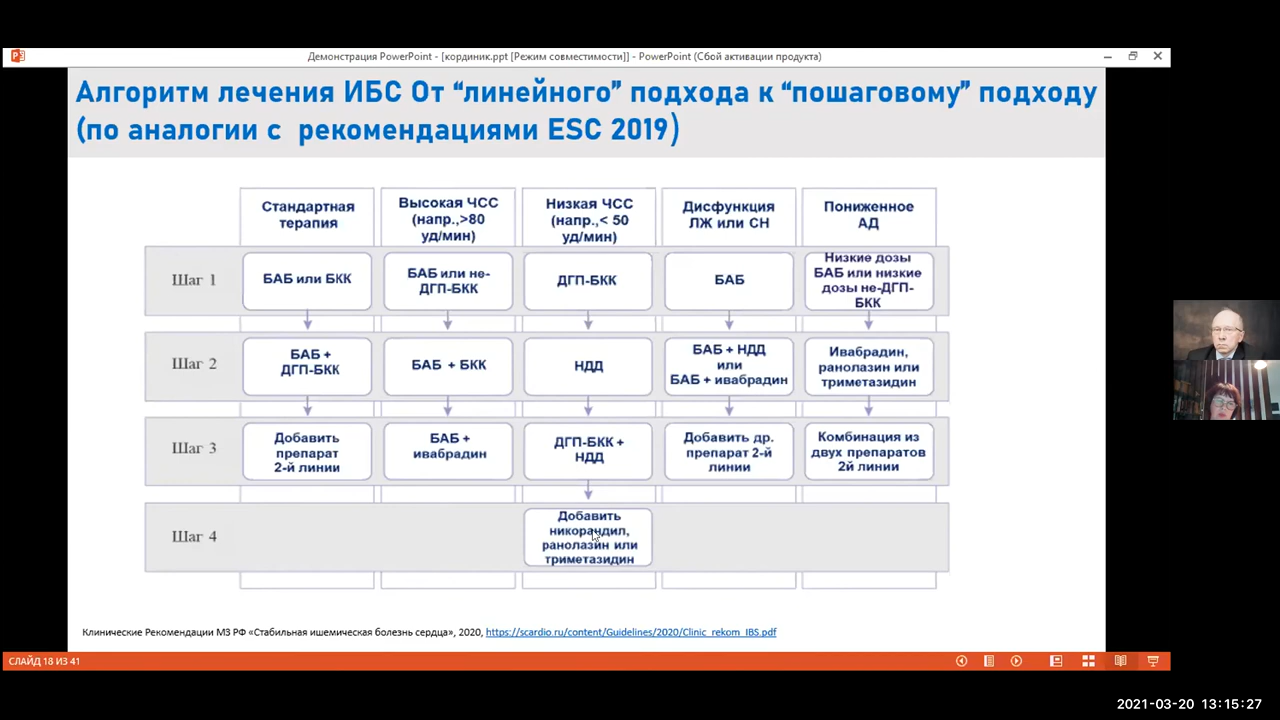 Демонстрация PowerPoint - [кординик.ppt [Режим совместимости]] - PowerPoint (Сбой активации продукта)
Алгоритм лечения ИБС От “линейного” подхода к “пошаговому” подходу
(по аналогии с рекомендациями ESC 2019)
Стандартная
терапия
Высокая ЧСС
(напр.,>80
уд/мин)
Низкая ЧСС
(напр.,< 50
уд/мин)
Дисфункция
ЛЖ или СН
Пониженное
АД
Шаг 1
БАБ или БКК
БАБ или не-
ДГП-БКК
ДГП-БКК
БАБ
Низкие дозы
БАБ или низкие
дозы не-ДГП-
БКК
Шаг 2
БАБ +
ДГП-БКК
БАБ + БКК
НДД
БАБ + НДД
или
БАБ + ивабрадин
Ивабрадин,
ранолазин или
триметазидин
Шаг 3
Добавить
препарат
2-й линии
БАБ +
ивабрадин
ДГП-БКК +
НДД
Добавить др.
препарат 2-й
линии
Комбинация из
двух препаратов
2й линии
Шаг 4
Добавить
никорандил,
ранолазин или
триметазидин
Клинические Рекомендации МЗ РФ «Стабильная ишемическая болезнь сердца», 2020, https://scardio.ru/content/Guidelines/2020/Clinic_rekom_IBS.pdf
СЛАЙД 18 ИЗ 41
2021-03-20 13:15:27